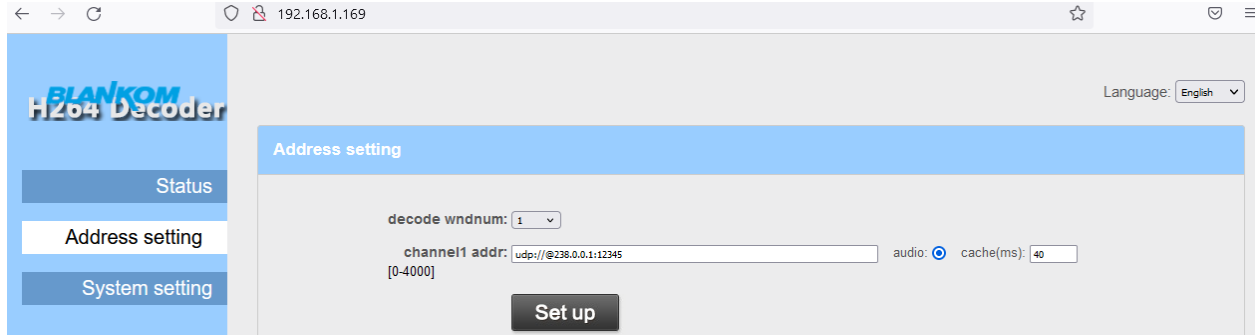 192.168.1.169
BLANKOM
H264 Decoder
Language: English
Address setting
Status
decode wndnum: 1
Address setting
channel1 addr: udp://@238.0.0.1:12345 audio: cache(ms): 40
[0-4000]
System setting
Set up